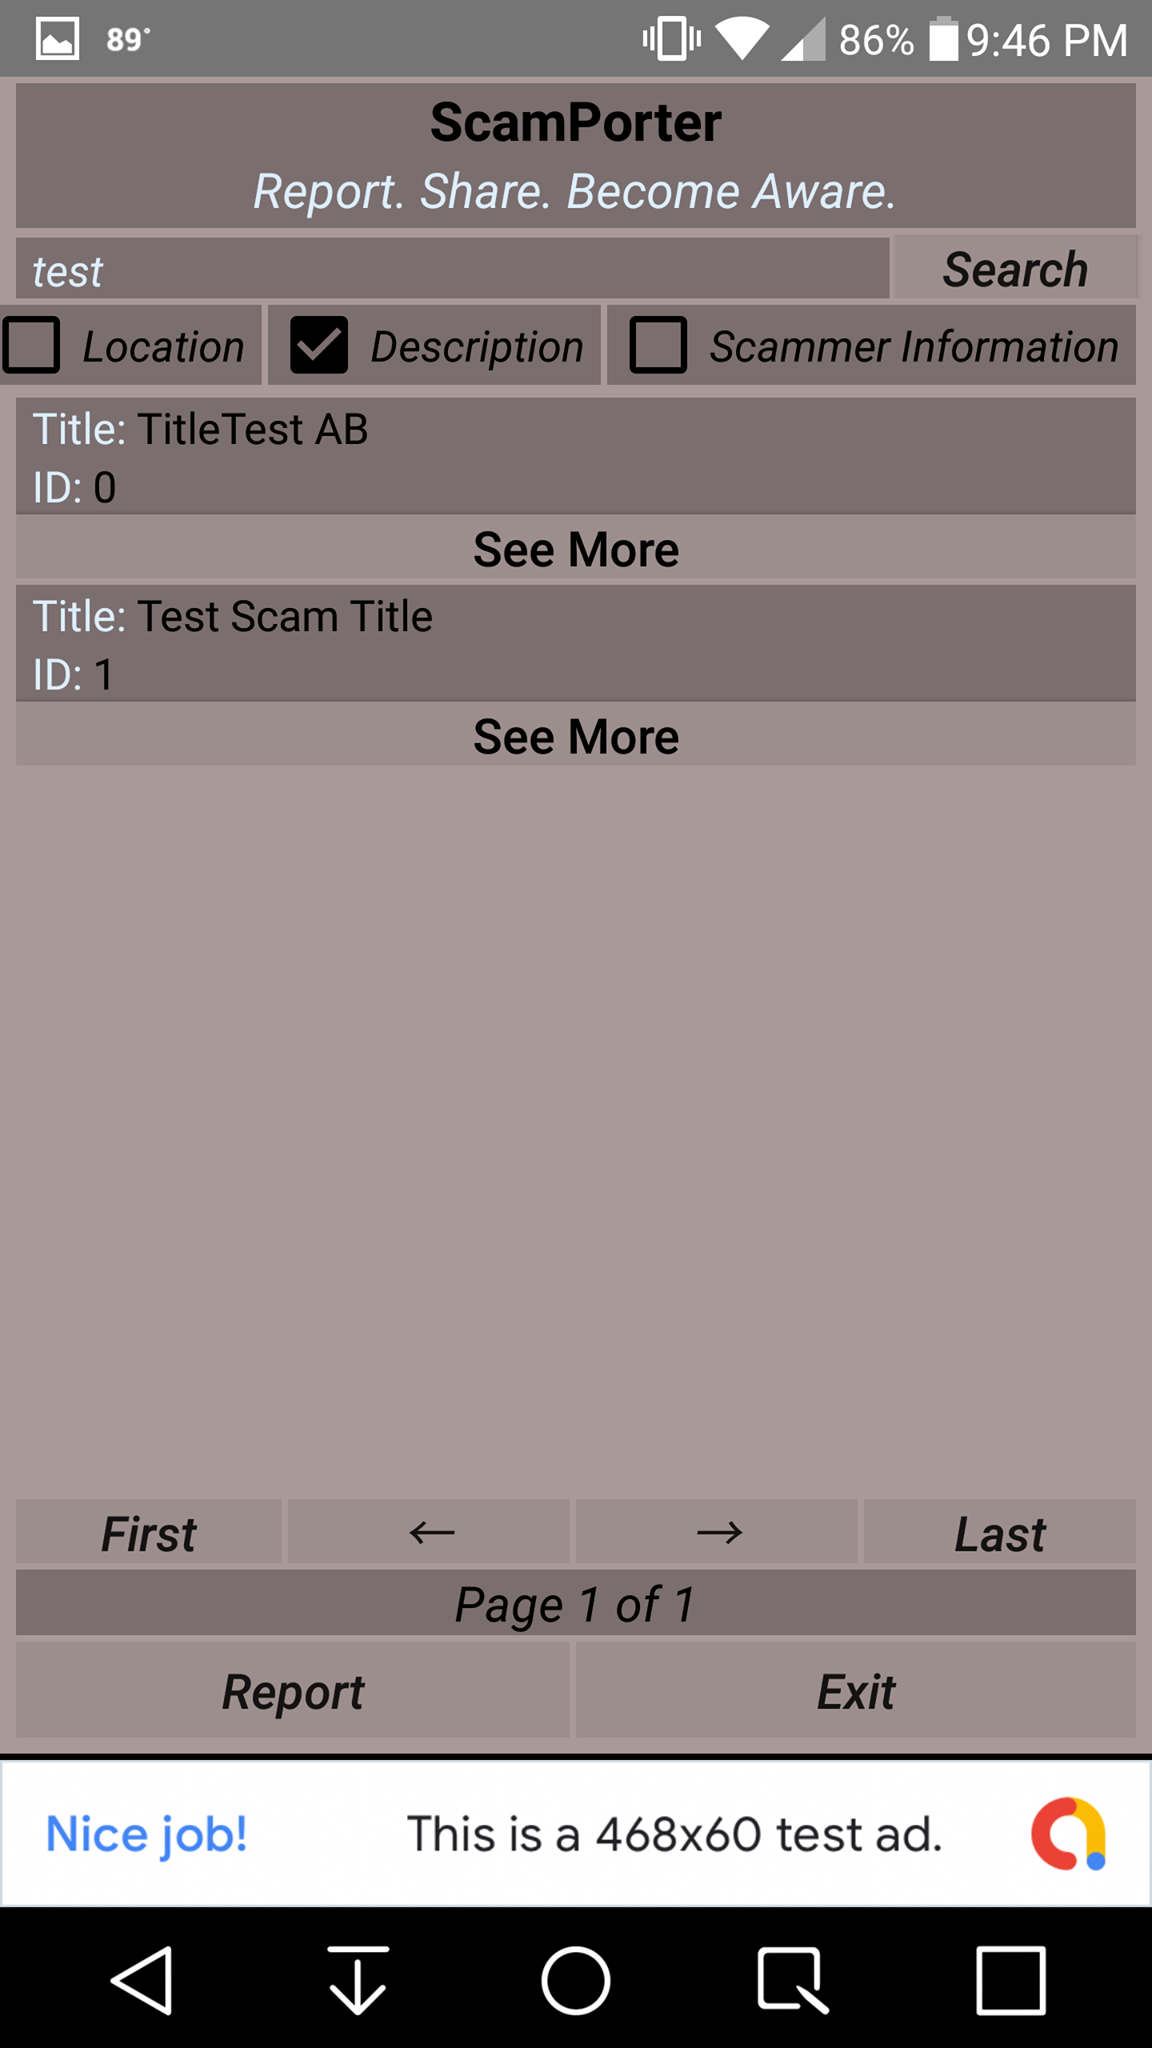 89°
86% 9:46 PM
ScamPorter
Report. Share. Become Aware.
test
Search
Location
Description
Scammer Information
Title: TitleTest AB
ID: 0
See More
Title: Test Scam Title
ID: 1
See More
First
←
→
Last
Page 1 of 1
Report
Exit
Nice job!
This is a 468x60 test ad.